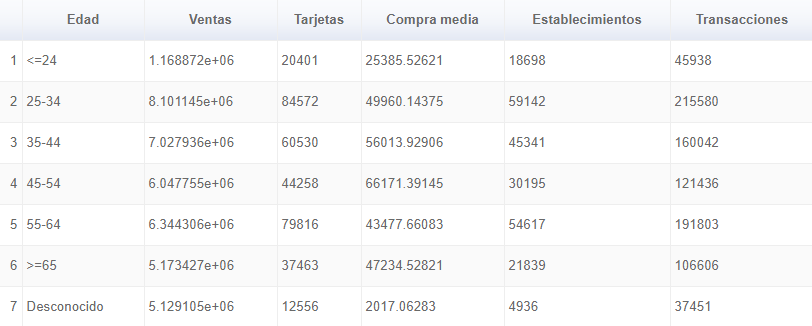 Edad Ventas Tarjetas Compra media Establecimientos Transacciones
1 <=24 1.168872e+06 20401 25385.52621 18698 45938
2 25-34 8.101145e+06 84572 49960.14375 59142 215580
3 35-44 7.027936e+06 60530 56013.92906 45341 160042
4 45-54 6.047755e+06 44258 66171.39145 30195 121436
5 55-64 6.344306e+06 79816 43477.66083 54617 191803
6 >=65 5.173427e+06 37463 47234.52821 21839 106606
7 Desconocido 5.129105e+06 12556 2017.06283 4936 37451